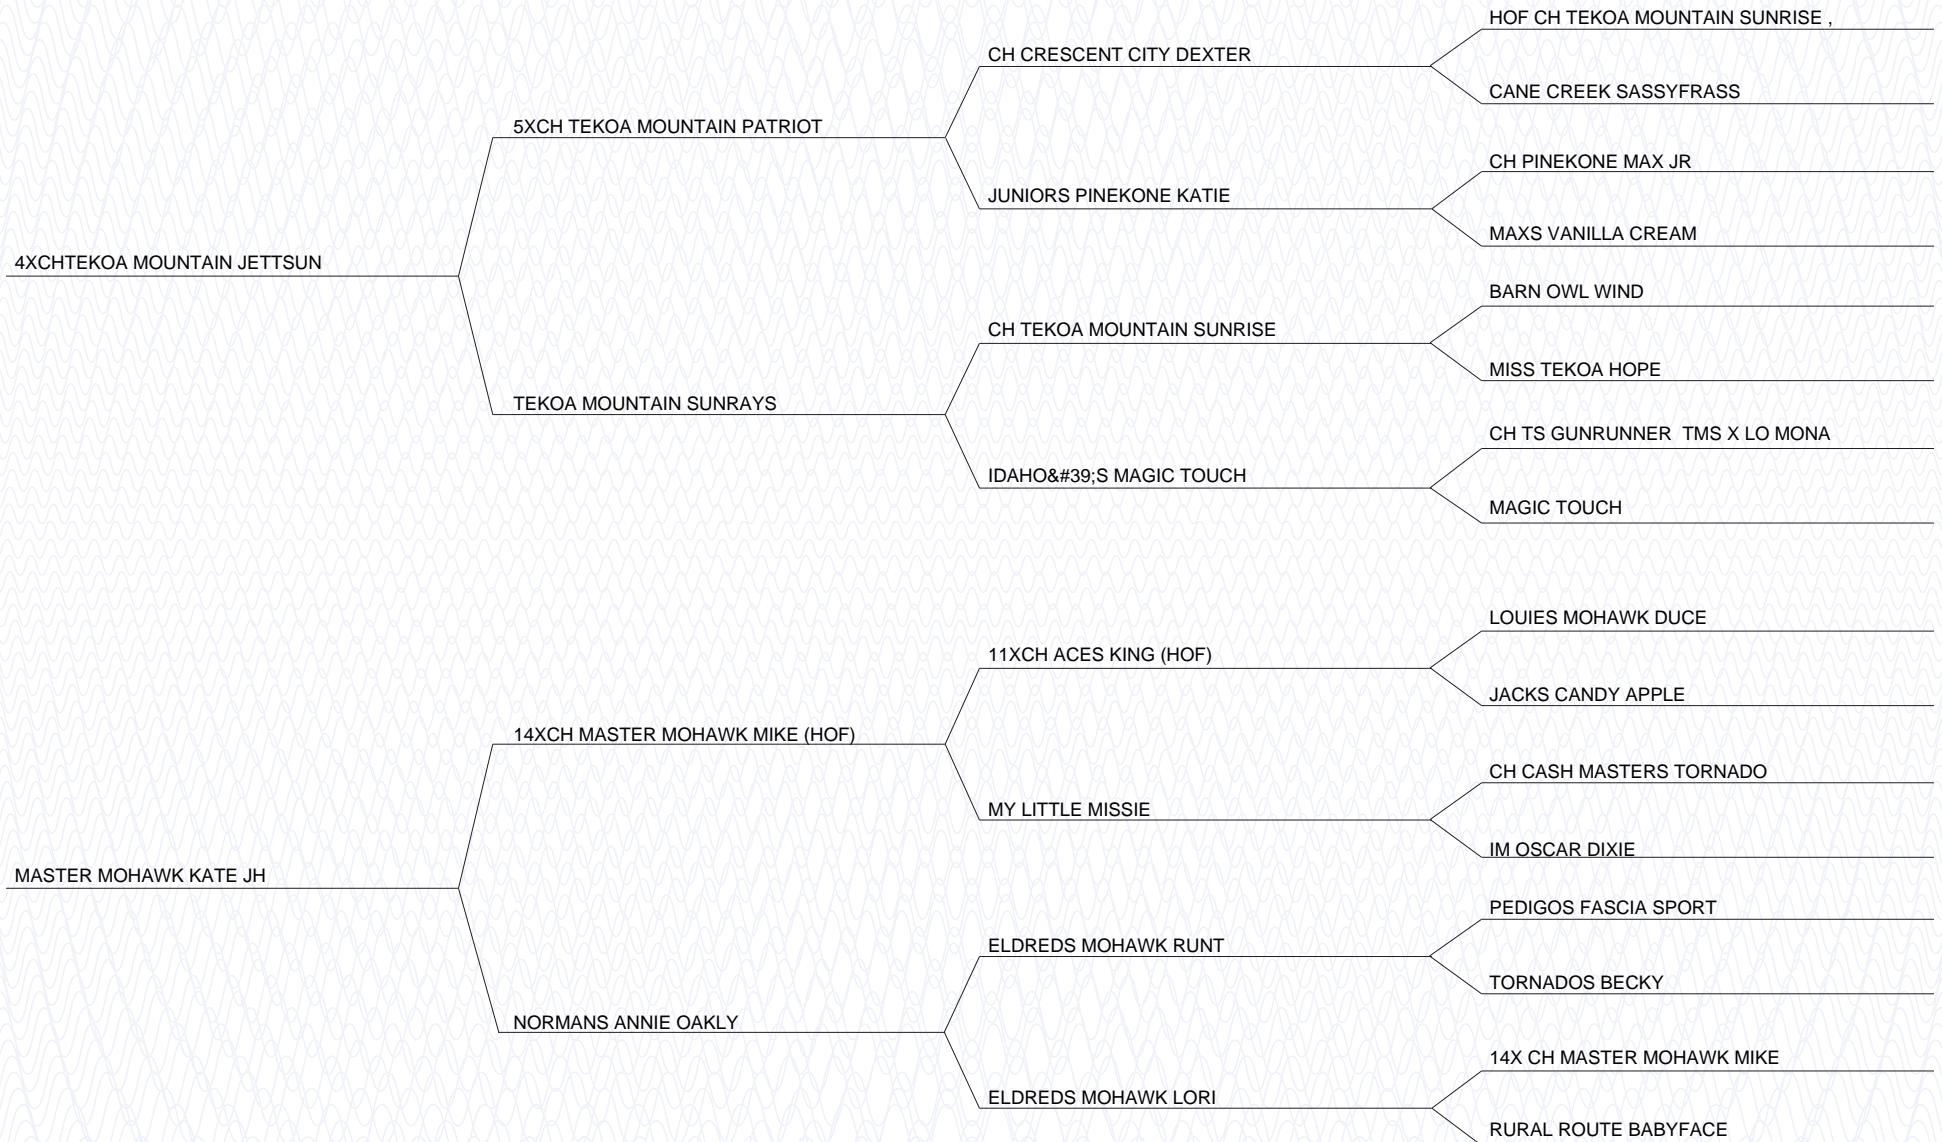 HOF CH TEKOA MOUNTAIN SUNRISE ,
CH CRESCENT CITY DEXTER
CANE CREEK SASSYFRASS
5XCH TEKOA MOUNTAIN PATRIOT
CH PINEKONE MAX JR
JUNIORS PINEKONE KATIE
MAXS VANILLA CREAM
4XCHTEKOA MOUNTAIN JETTSUN
BARN OWL WIND
CH TEKOA MOUNTAIN SUNRISE
MISS TEKOA HOPE
TEKOA MOUNTAIN SUNRAYS
CH TS GUNRUNNER  TMS X LO MONA
IDAHO&#39;S MAGIC TOUCH
MAGIC TOUCH
LOUIES MOHAWK DUCE
11XCH ACES KING (HOF)
JACKS CANDY APPLE
14XCH MASTER MOHAWK MIKE (HOF)
CH CASH MASTERS TORNADO
MY LITTLE MISSIE
IM OSCAR DIXIE
MASTER MOHAWK KATE JH
PEDIGOS FASCIA SPORT
ELDREDS MOHAWK RUNT
TORNADOS BECKY
NORMANS ANNIE OAKLY
14X CH MASTER MOHAWK MIKE
ELDREDS MOHAWK LORI
RURAL ROUTE BABYFACE